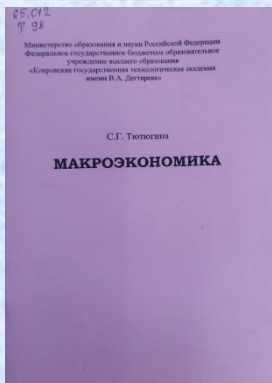 65.012
Т 98
Министерство образования и науки Российской Федерации
Федеральное государственное бюджетное образовательное
учреждение высшего образования
«Ковровская государственная технологическая академия
имени В.А. Дегтярева»
С.Г. Тютюгина
МАКРОЭКОНОМИКА